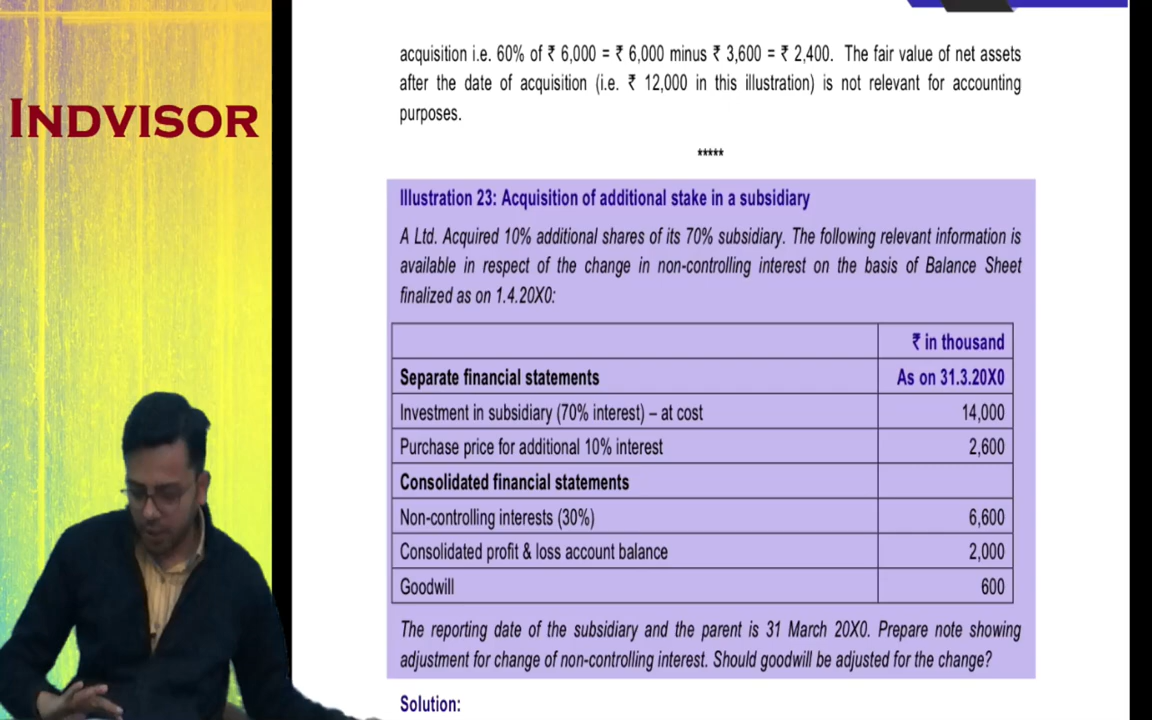 INDVISOR
acquisition i.e. 60% of ₹ 6,000 = ₹ 6,000 minus ₹ 3,600 = ₹ 2,400. The fair value of net assets
after the date of acquisition (i.e. ₹ 12,000 in this illustration) is not relevant for accounting
purposes.
*****
Illustration 23: Acquisition of additional stake in a subsidiary
A Ltd. Acquired 10% additional shares of its 70% subsidiary. The following relevant information is
available in respect of the change in non-controlling interest on the basis of Balance Sheet
finalized as on 1.4.20X0:
₹ in thousand
Separate financial statements As on 31.3.20X0
Investment in subsidiary (70% interest) – at cost 14,000
Purchase price for additional 10% interest 2,600
Consolidated financial statements
Non-controlling interests (30%) 6,600
Consolidated profit & loss account balance 2,000
Goodwill 600
The reporting date of the subsidiary and the parent is 31 March 20X0. Prepare note showing
adjustment for change of non-controlling interest. Should goodwill be adjusted for the change?
Solution: